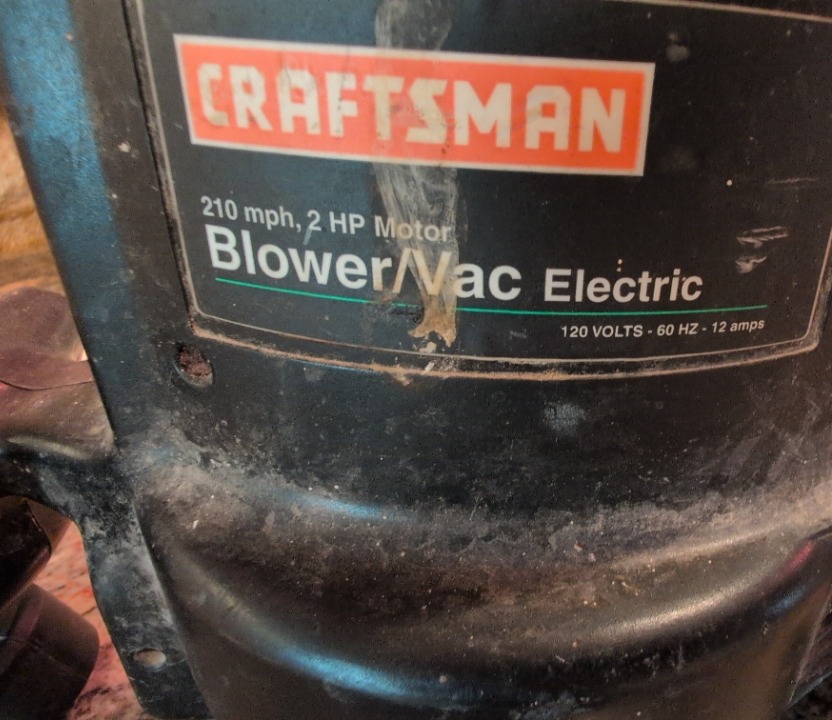 CRAFTSMAN
210 mph, 2 HP Motor
Blower/Vac Electric
120 VOLTS - 60 HZ - 12 amps